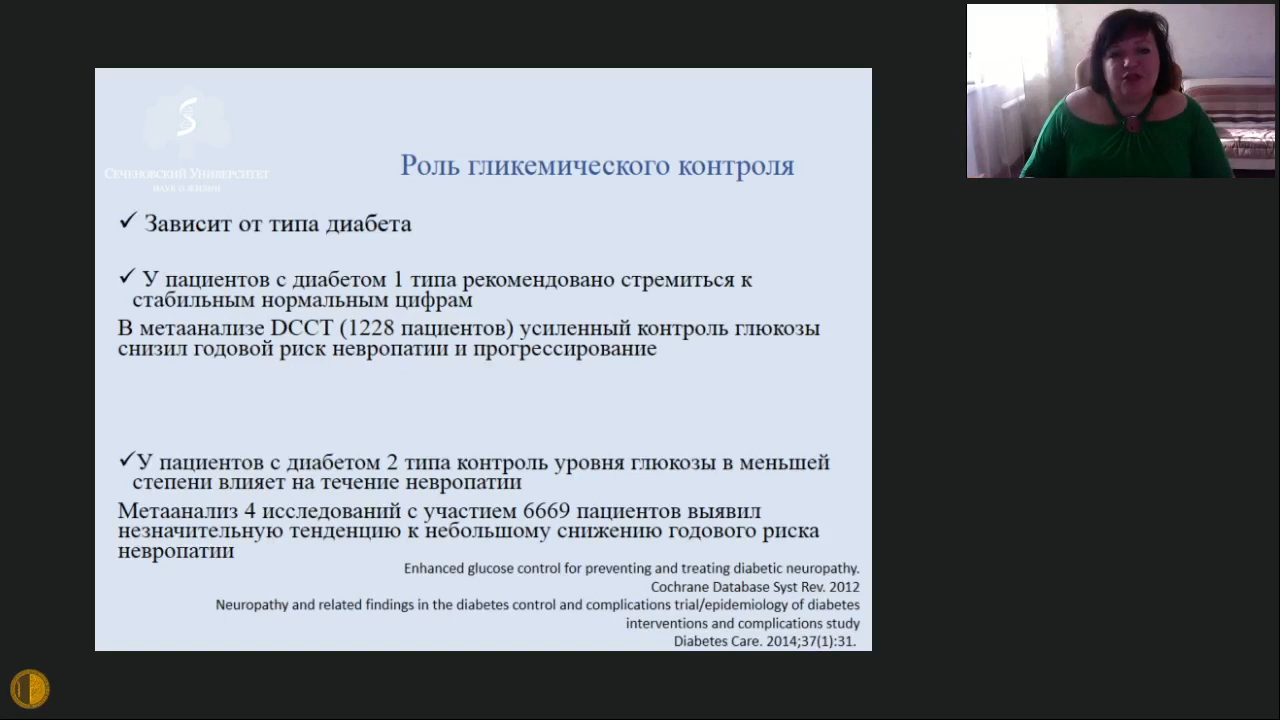 Сеченовский Университет
наук о жизни
Роль гликемического контроля
✓ Зависит от типа диабета
✓ У пациентов с диабетом 1 типа рекомендовано стремиться к
стабильным нормальным цифрам
В метаанализе DCCT (1228 пациентов) усиленный контроль глюкозы
снизил годовой риск невропатии и прогрессирование
✓У пациентов с диабетом 2 типа контроль уровня глюкозы в меньшей
степени влияет на течение невропатии
Метаанализ 4 исследований с участием 6669 пациентов выявил
незначительную тенденцию к небольшому снижению годового риска
невропатии
Enhanced glucose control for preventing and treating diabetic neuropathy.
Cochrane Database Syst Rev. 2012
Neuropathy and related findings in the diabetes control and complications trial/epidemiology of diabetes
interventions and complications study
Diabetes Care. 2014;37(1):31.